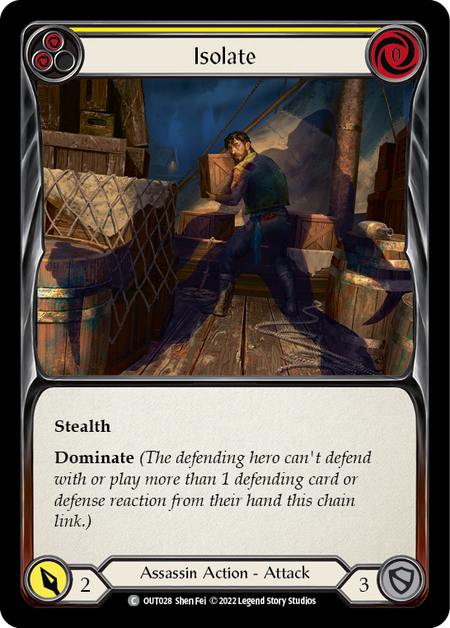 Isolate
0
Stealth
Dominate (The defending hero can't defend
with or play more than 1 defending card or
defense reaction from their hand this chain
link.)
2
Assassin Action - Attack
3
C OUT028 Shen Fei © 2022 Legend Story Studios